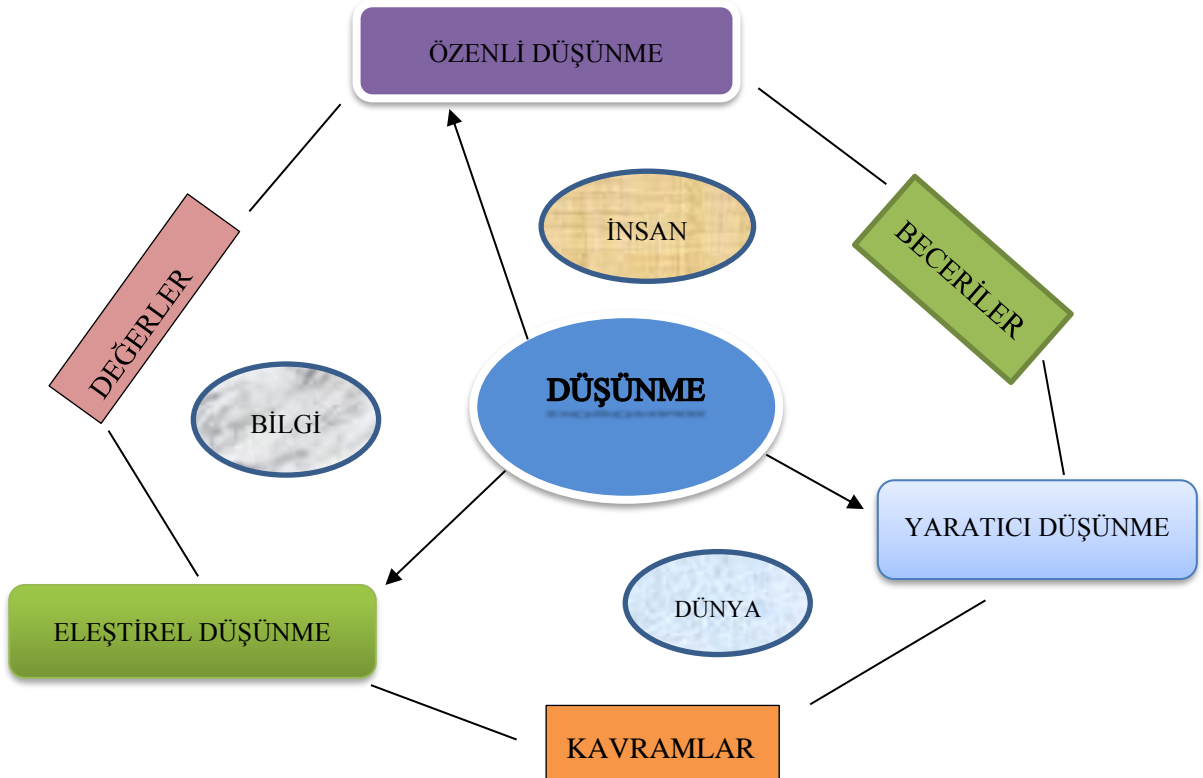 ÖZENLİ DÜŞÜNME
İNSAN
BECERİLER
DEĞERLER
DÜŞÜNME
BİLGİ
YARATICI DÜŞÜNME
DÜNYA
ELEŞTİREL DÜŞÜNME
KAVRAMLAR